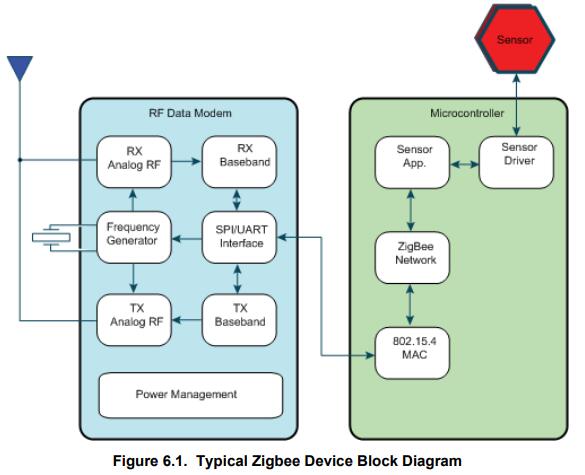 Sensor
RF Data Modem
RX
Analog RF
RX
Baseband
Frequency
Generator
SPI/UART
Interface
TX
Analog RF
TX
Baseband
Power Management
Microcontroller
Sensor
App.
Sensor
Driver
ZigBee
Network
802.15.4
MAC
Figure 6.1. Typical Zigbee Device Block Diagram